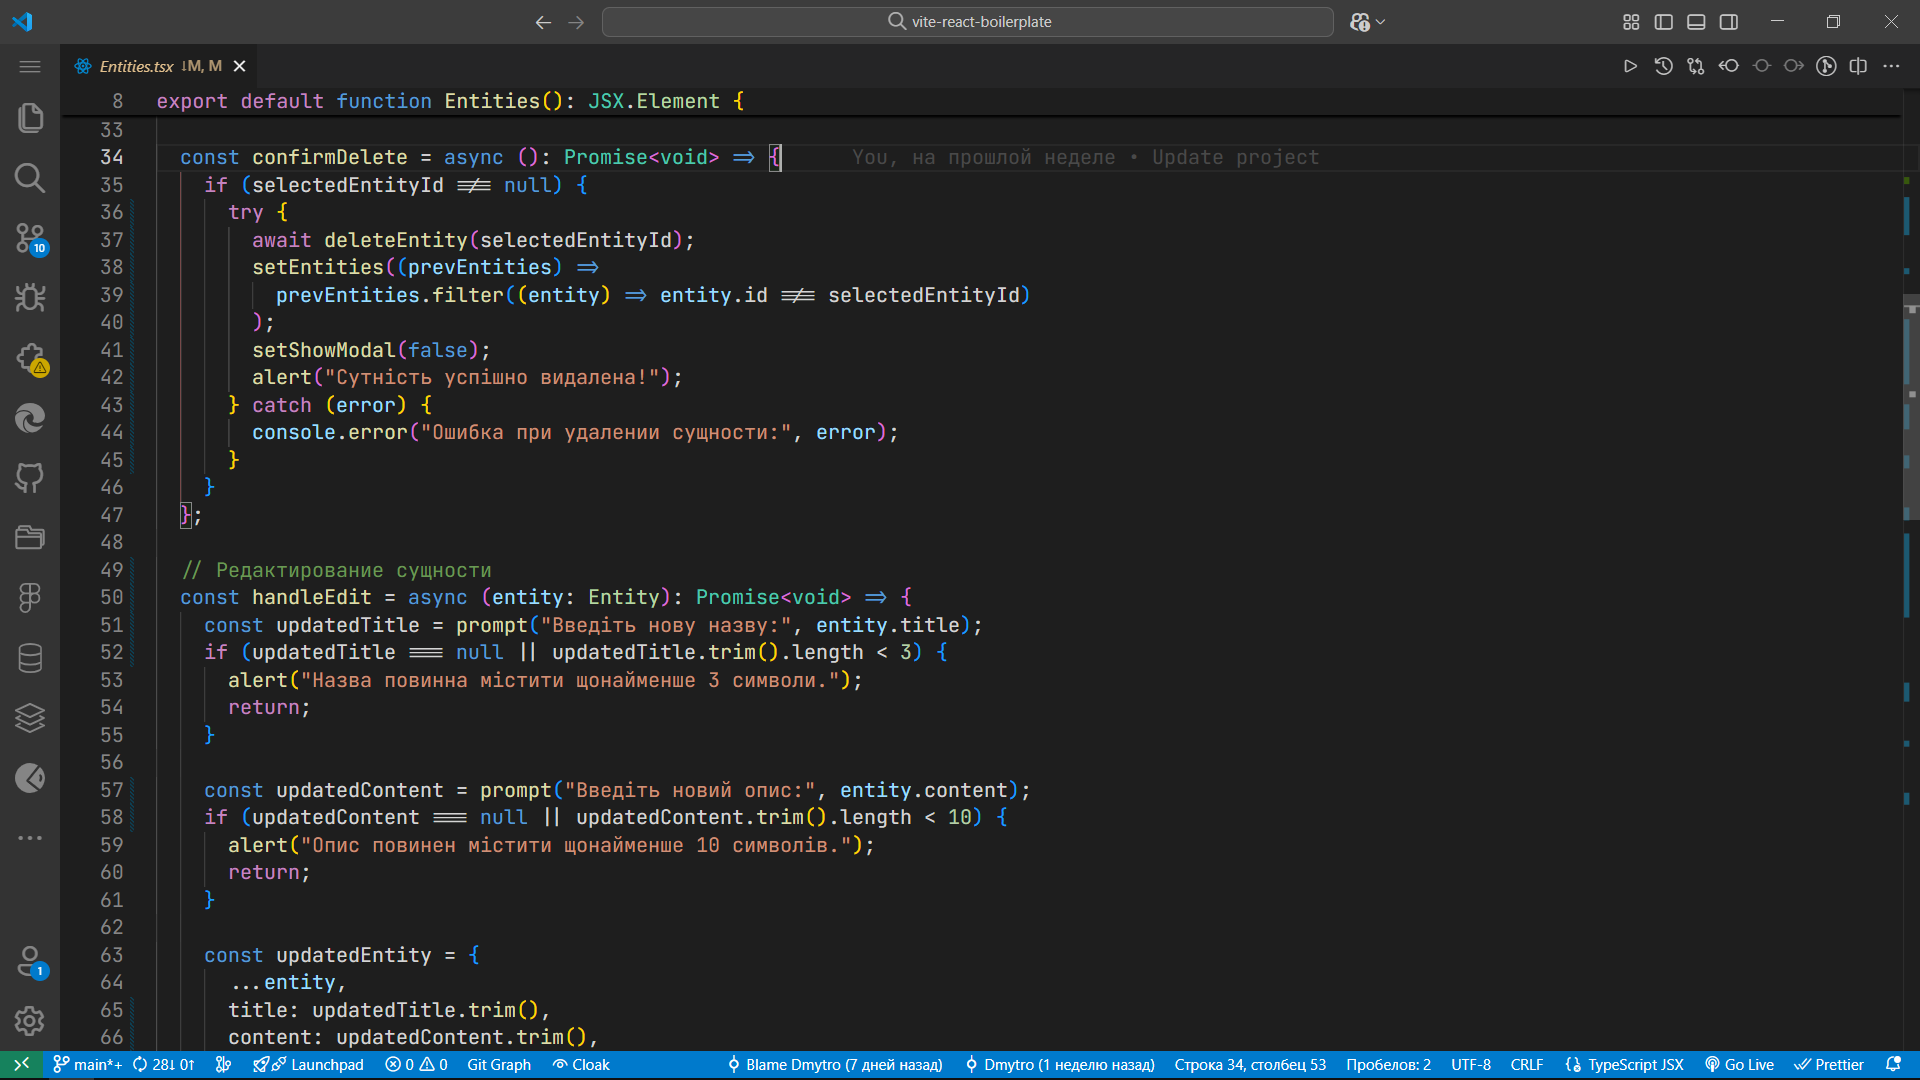 vite-react-boilerplate
Entities.tsx ↓M, M
8 export default function Entities(): JSX.Element {
33
34 const confirmDelete = async (): Promise<void> => { You, на прошлой неделе • Update project
35 if (selectedEntityId !== null) {
36 try {
37 await deleteEntity(selectedEntityId);
38 setEntities((prevEntities) =>
39 prevEntities.filter((entity) => entity.id !== selectedEntityId)
40 );
41 setShowModal(false);
42 alert("Сутність успішно видалена!");
43 } catch (error) {
44 console.error("Ошибка при удалении сущности:", error);
45 }
46 }
47 };
48
49 // Редактирование сущности
50 const handleEdit = async (entity: Entity): Promise<void> => {
51 const updatedTitle = prompt("Введіть нову назву:", entity.title);
52 if (updatedTitle === null || updatedTitle.trim().length < 3) {
53 alert("Назва повинна містити щонайменше 3 символи.");
54 return;
55 }
56
57 const updatedContent = prompt("Введіть новий опис:", entity.content);
58 if (updatedContent === null || updatedContent.trim().length < 10) {
59 alert("Опис повинен містити щонайменше 10 символів.");
60 return;
61 }
62
63 const updatedEntity = {
64 ...entity,
65 title: updatedTitle.trim(),
66 content: updatedContent.trim(),
10
1
main*+ 28↓ 0↑ Launchpad 0 0 Git Graph Cloak Blame Dmytro (7 дней назад) Dmytro (1 неделю назад) Строка 34, столбец 53 Пробелов: 2 UTF-8 CRLF TypeScript JSX Go Live Prettier